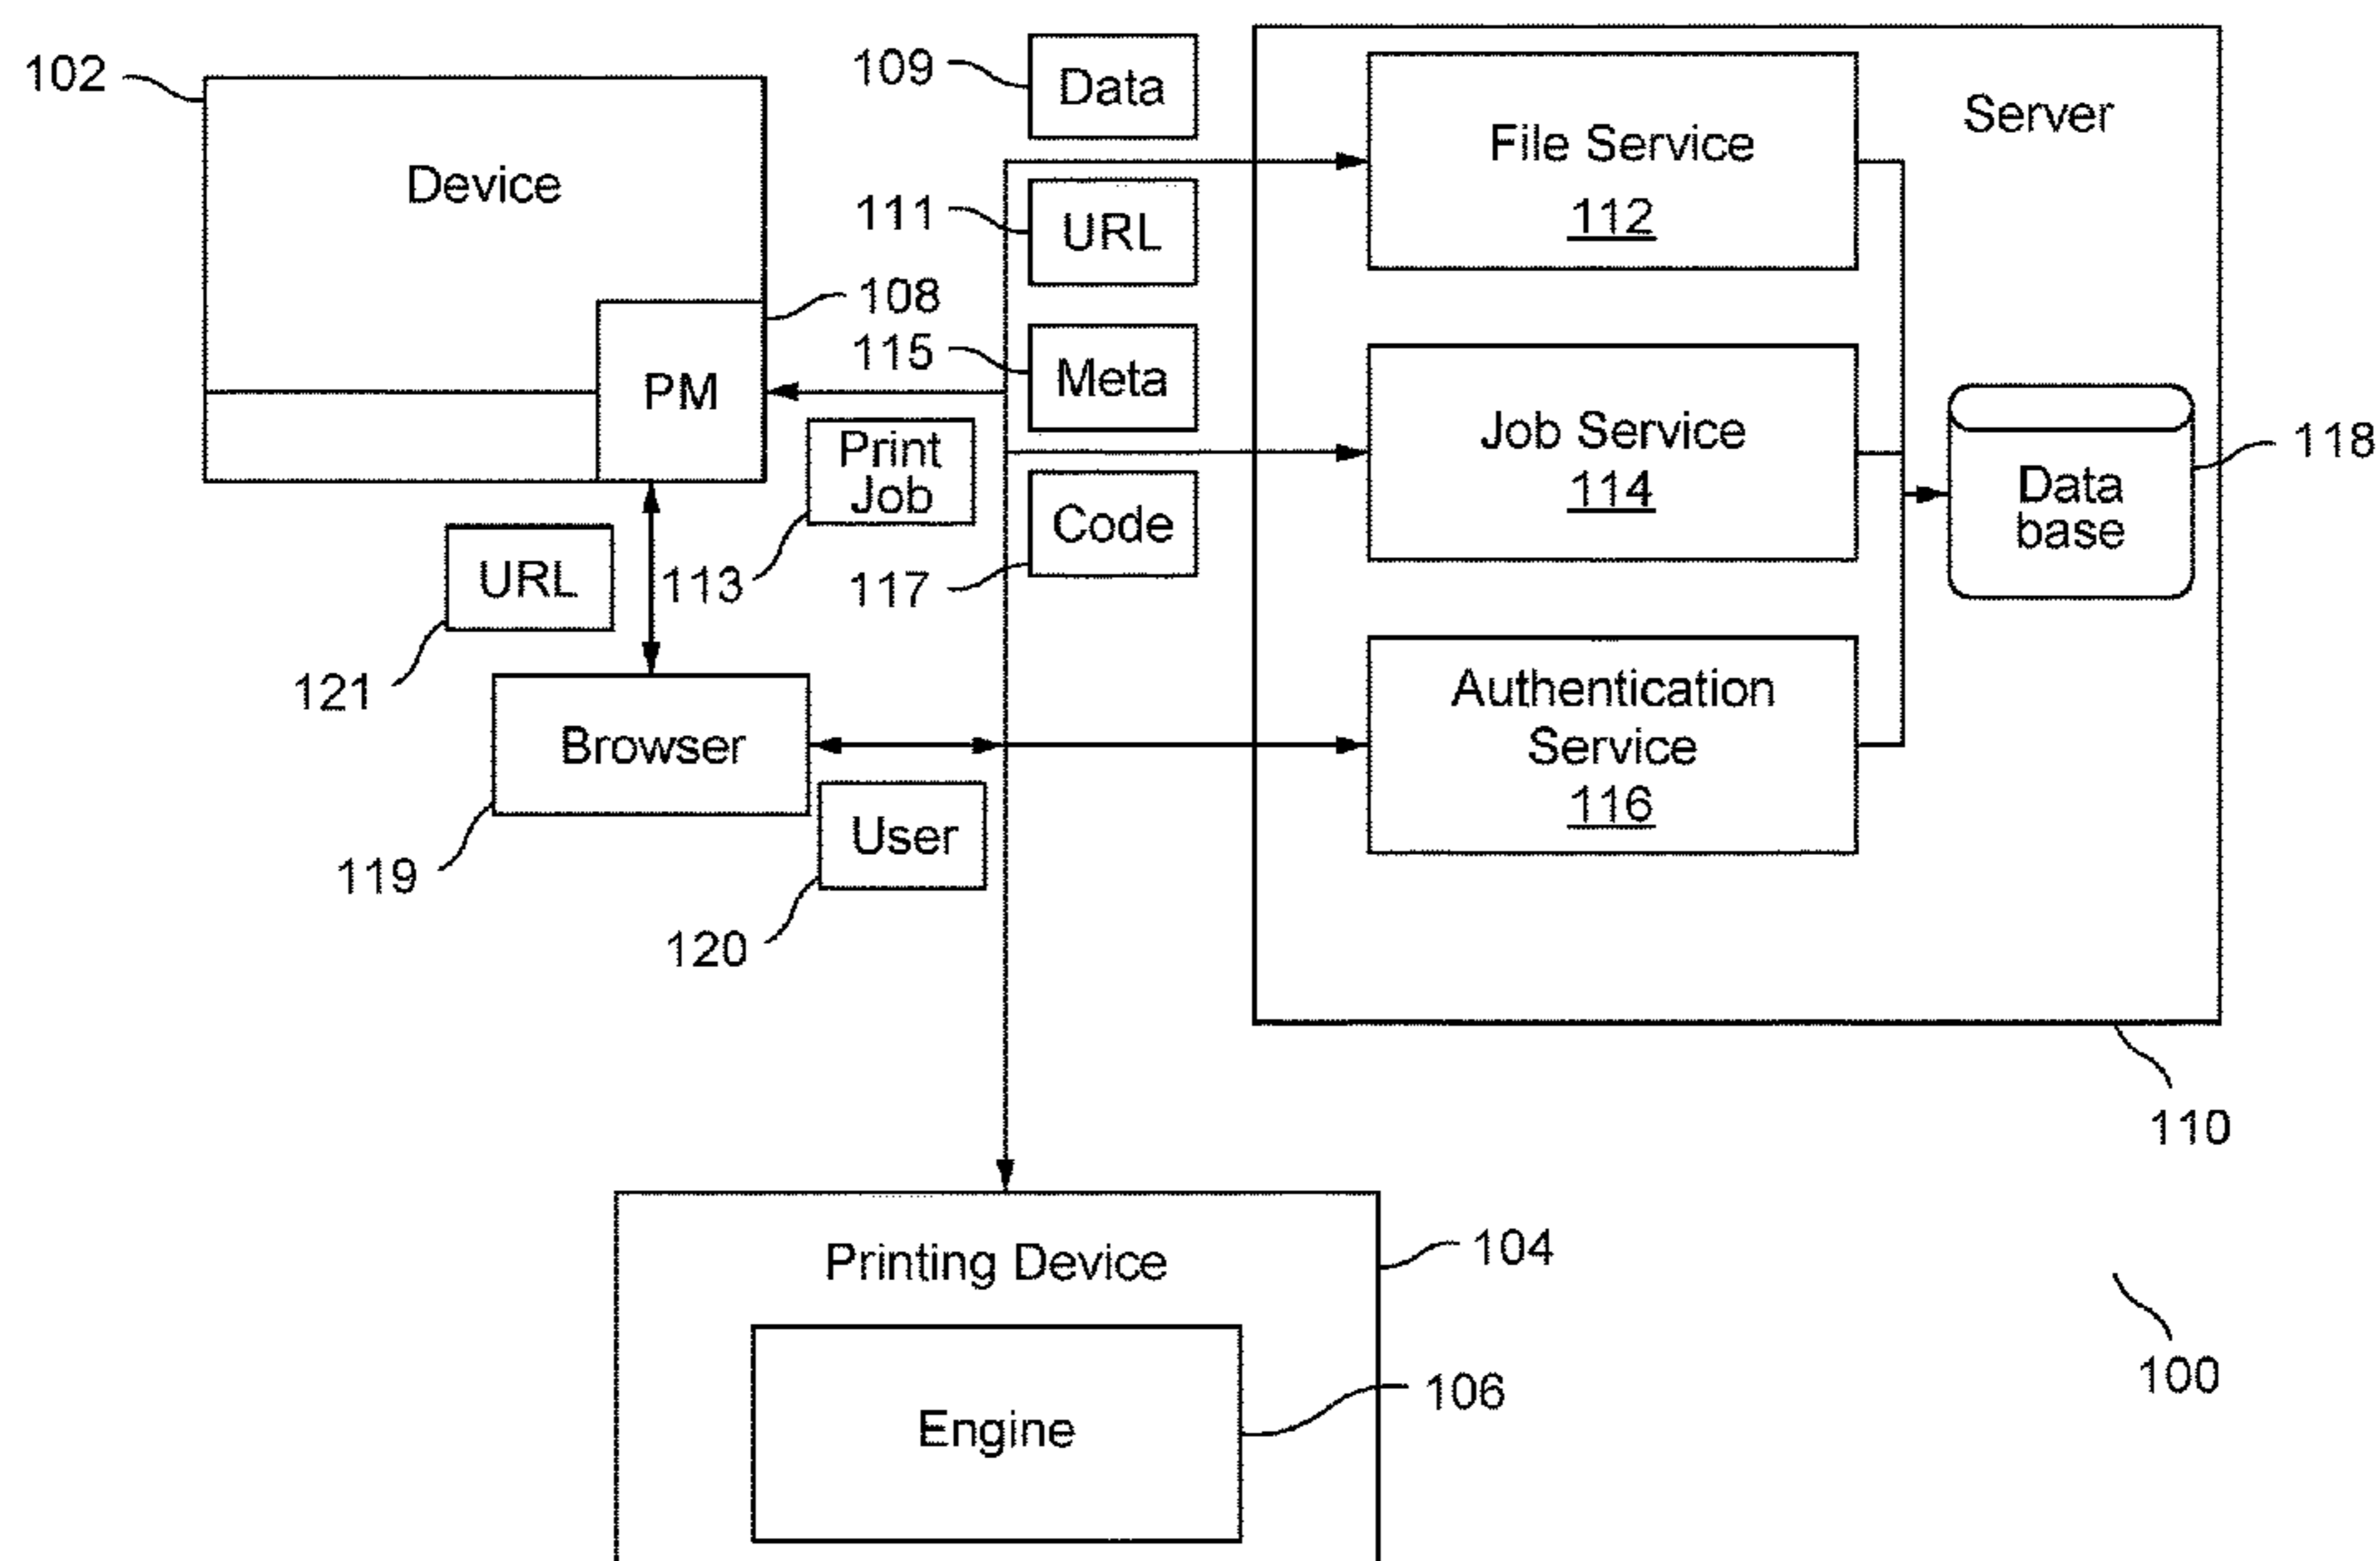 102
Device
108
PM
109
Data
111
URL
115
Meta
Print
Job
113
Code
117
URL
121
Browser
119
User
120
Server
File Service
112
Job Service
114
Authentication
Service
116
Data
base
118
110
Printing Device
104
Engine
106
100